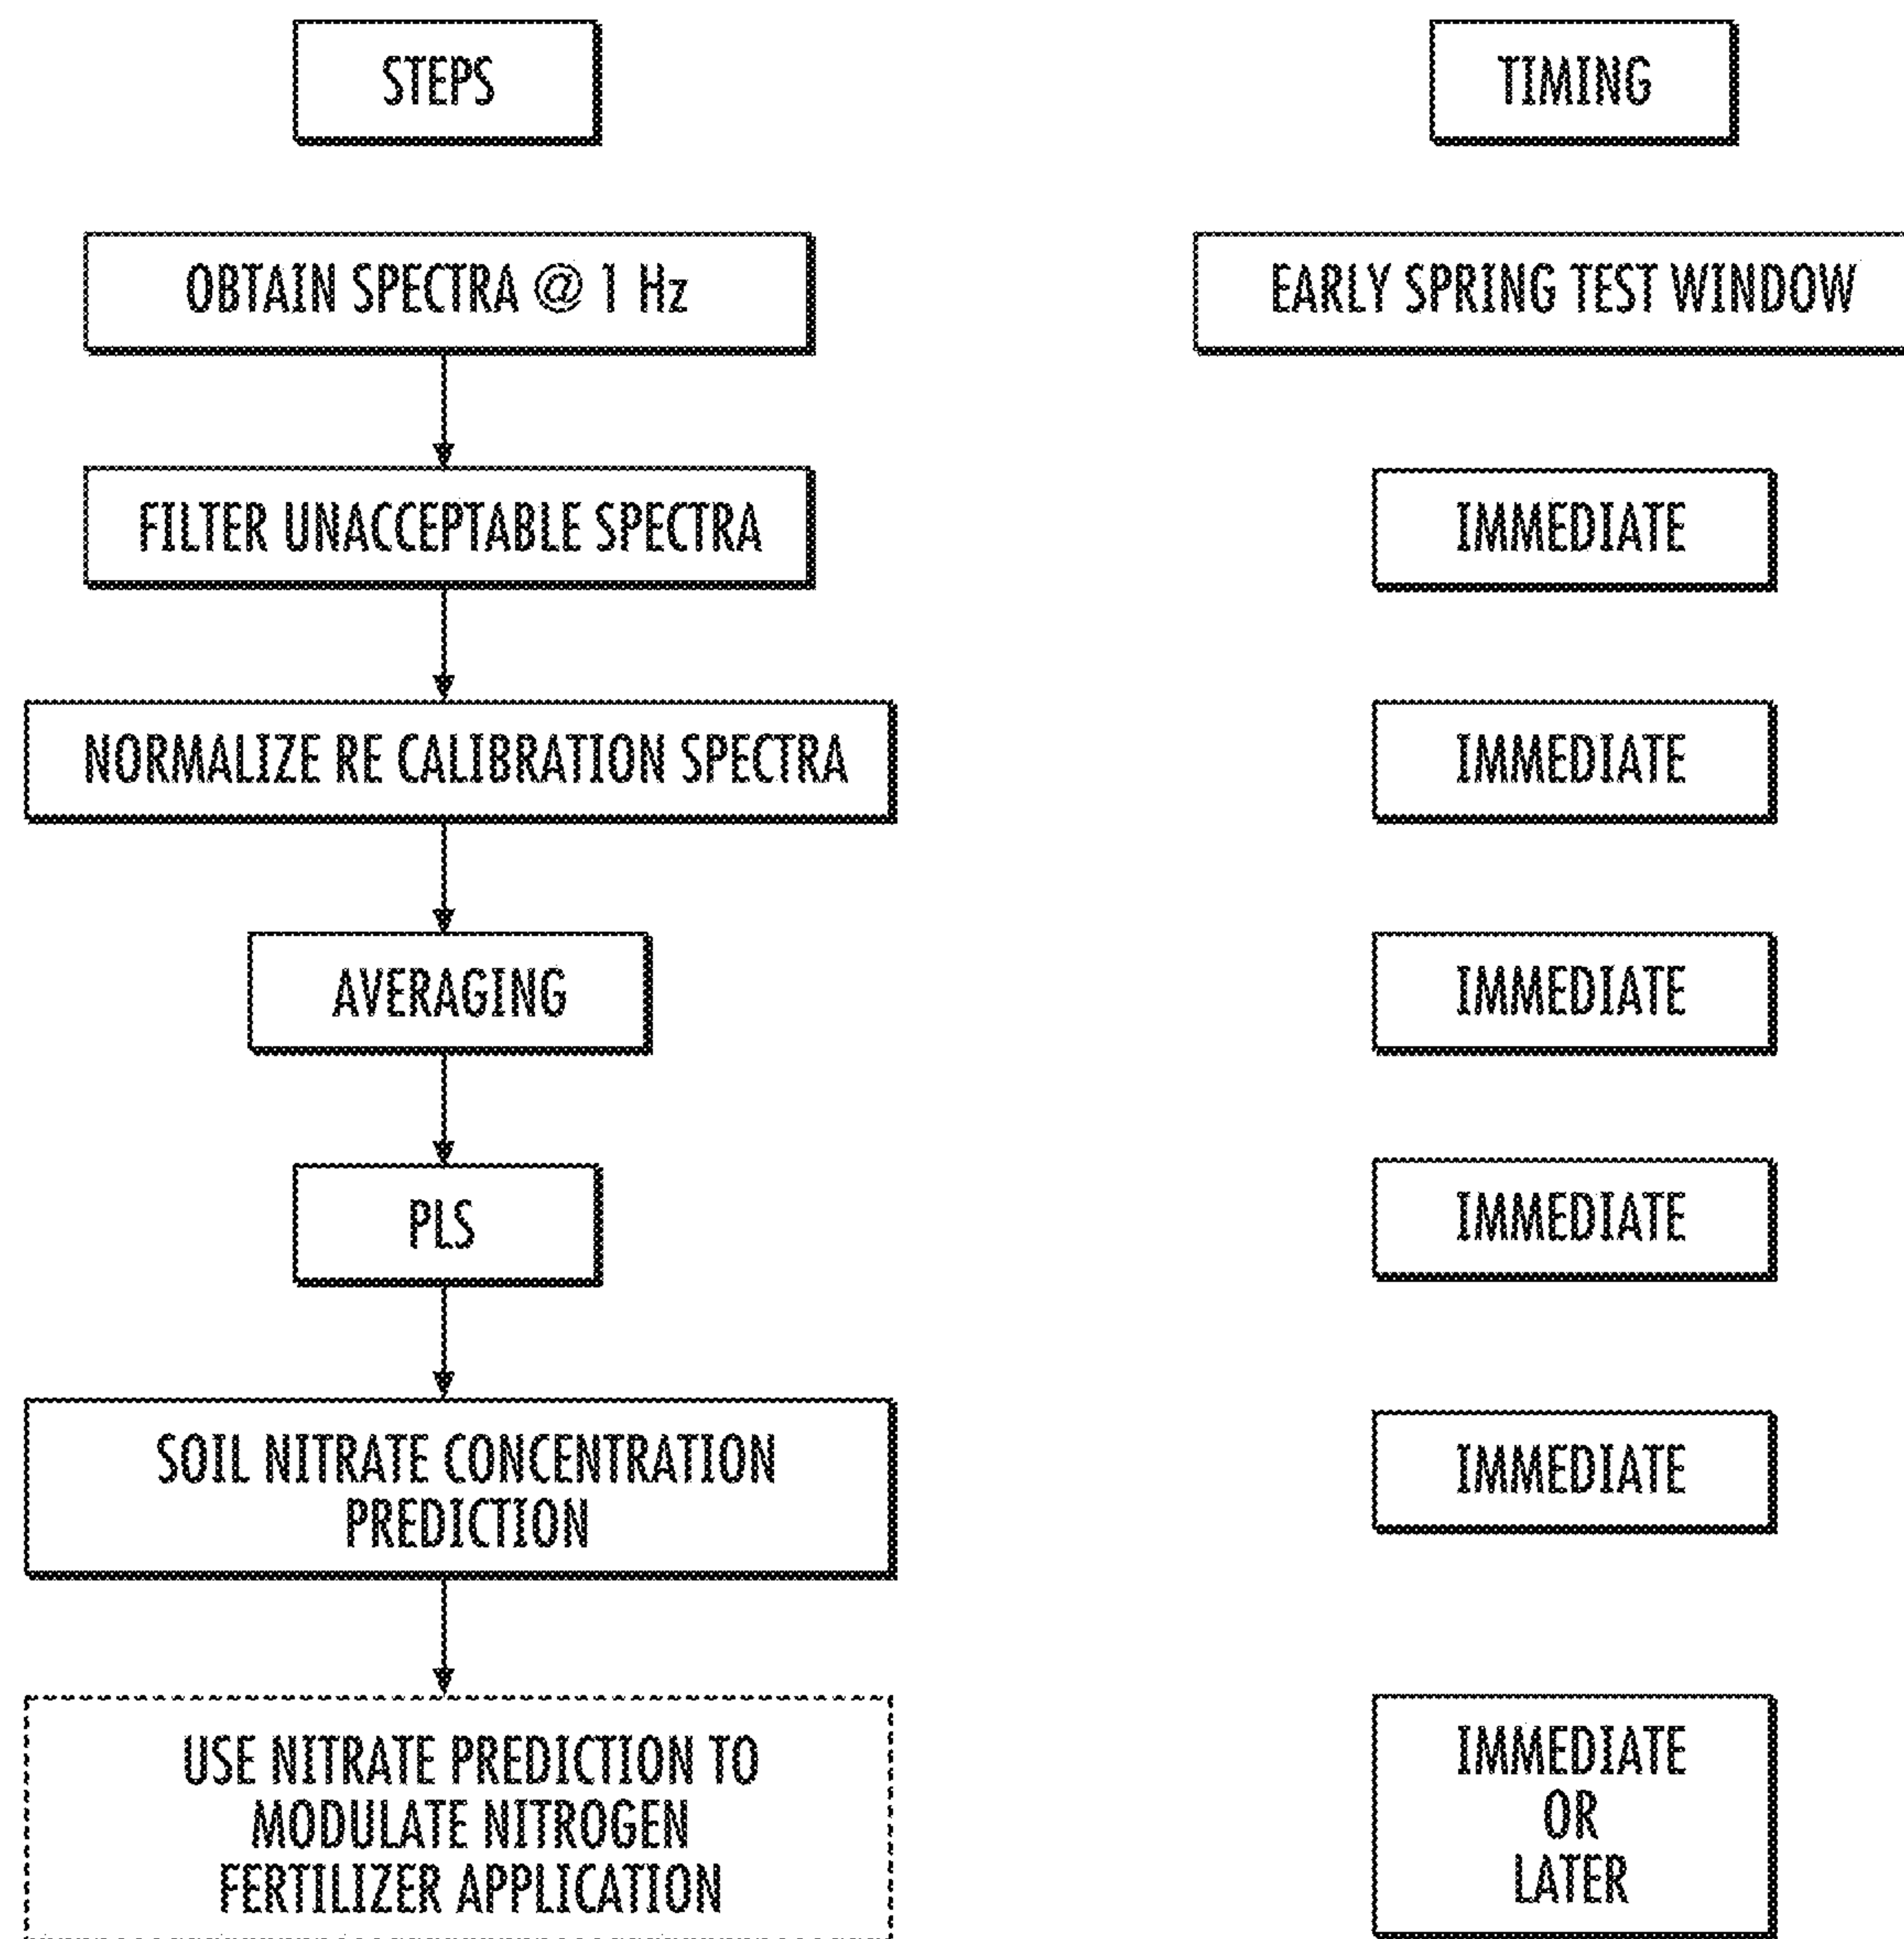 STEPS
TIMING
OBTAIN SPECTRA @ 1 Hz
EARLY SPRING TEST WINDOW
FILTER UNACCEPTABLE SPECTRA
IMMEDIATE
NORMALIZE RE CALIBRATION SPECTRA
IMMEDIATE
AVERAGING
IMMEDIATE
PLS
IMMEDIATE
SOIL NITRATE CONCENTRATION
PREDICTION
IMMEDIATE
USE NITRATE PREDICTION TO
MODULATE NITROGEN
FERTILIZER APPLICATION
IMMEDIATE
OR
LATER